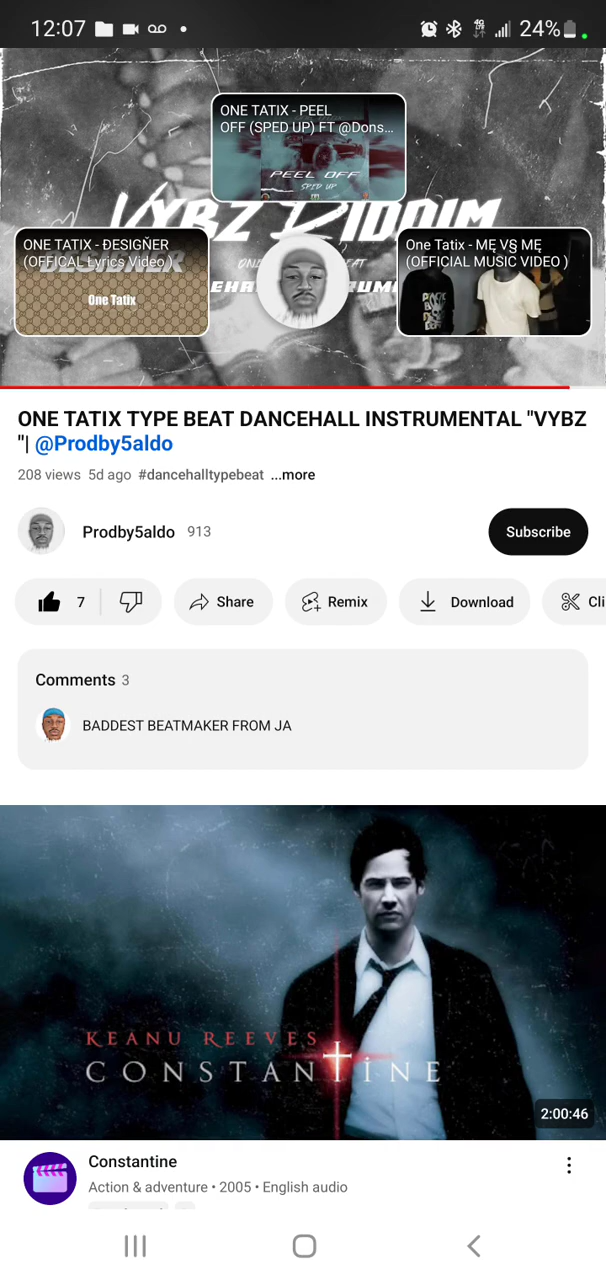 12:07
24%
ONE TATIX - PEEL
OFF (SPED UP) FT @Dons...
PEEL OFF
SPED UP
VYBZ RIDDIM
ONE TATIX - ĐESIGŇER
(OFFICAL Lyrics Video )
DESIGNER
One Tatix
One Tatix - MĘ V§ MĘ
(OFFICIAL MUSIC VIDEO )
ONE TATIX TYPE BEAT DANCEHALL INSTRUMENTAL "VYBZ
"| @Prodby5aldo
208 views 5d ago #dancehalltypebeat ...more
Prodby5aldo 913
Subscribe
7
Share
Remix
Download
Cli
Comments 3
BADDEST BEATMAKER FROM JA
KEANU REEVES
CONSTANTINE
2:00:46
Constantine
Action & adventure • 2005 • English audio